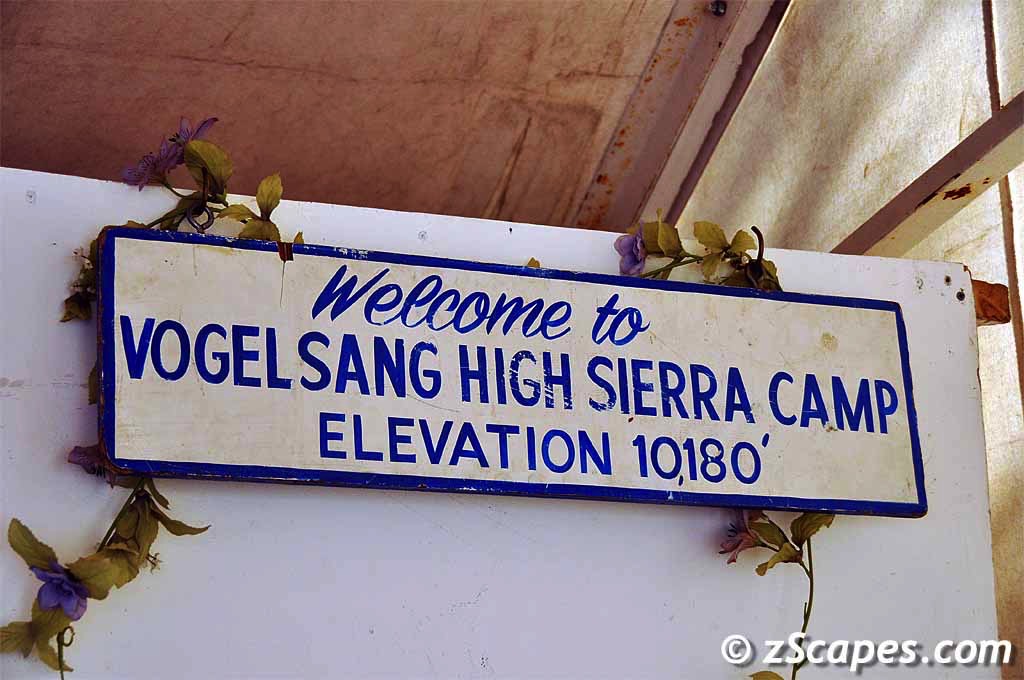 Welcome to
VOGELSANG HIGH SIERRA CAMP
ELEVATION 10,180'
© zScapes.com